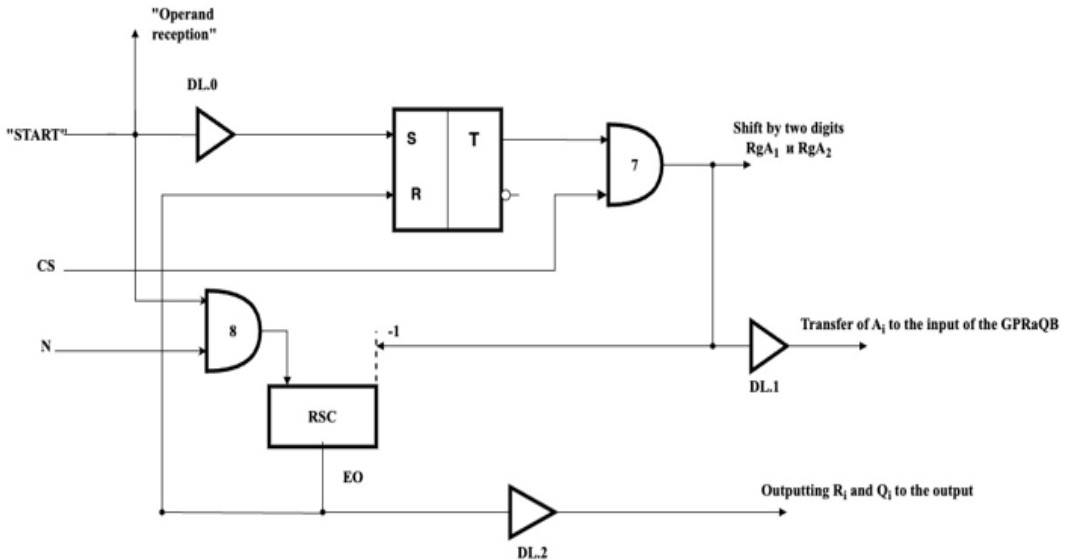 "Operand
reception"
DL.0
"START"
S
T
R
7
Shift by two digits
RgA₁ и RgA₂
CS
8
N
-1
Transfer of Aᵢ to the input of the GPRaQB
DL.1
RSC
EO
Outputting Rᵢ and Qᵢ to the output
DL.2